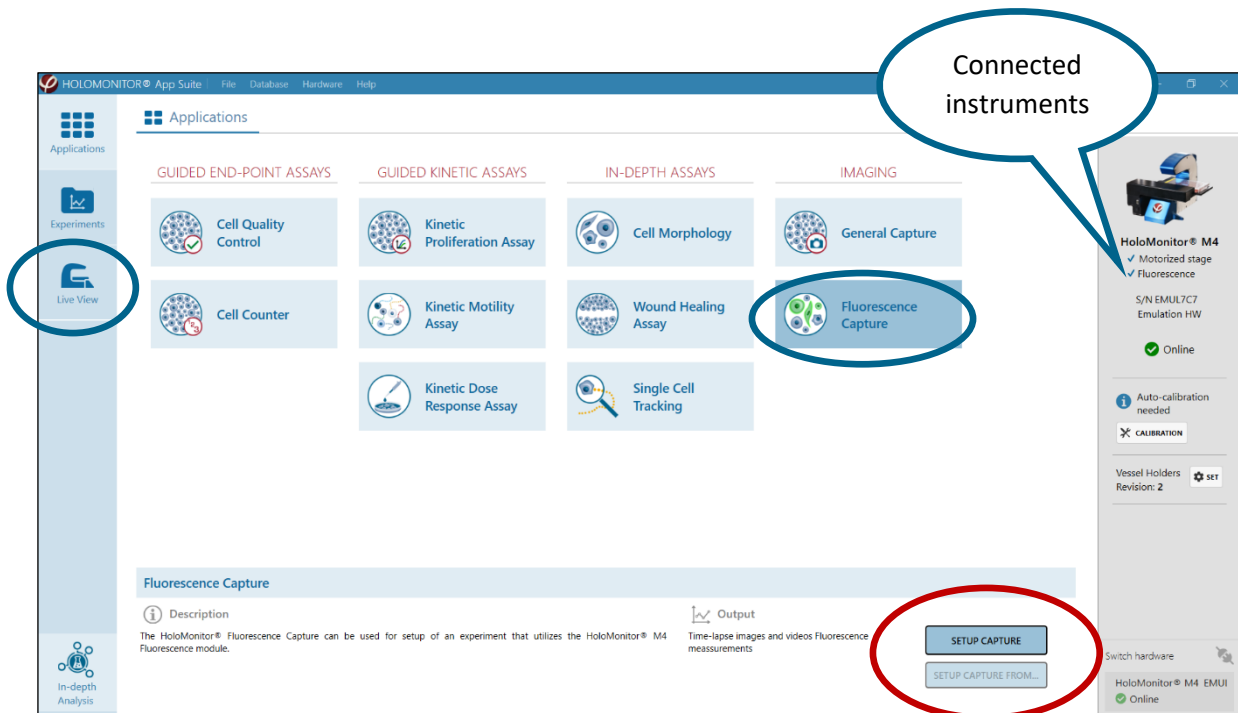 Connected
instruments
HOLOMONITOR® App Suite File Database Hardware Help
Applications
Experiments
Live View
In-depth
Analysis
Applications
GUIDED END-POINT ASSAYS
Cell Quality
Control
Cell Counter
GUIDED KINETIC ASSAYS
Kinetic
Proliferation Assay
Kinetic Motility
Assay
Kinetic Dose
Response Assay
IN-DEPTH ASSAYS
Cell Morphology
Wound Healing
Assay
Single Cell
Tracking
IMAGING
General Capture
Fluorescence
Capture
Fluorescence Capture
Description
The HoloMonitor® Fluorescence Capture can be used for setup of an experiment that utilizes the HoloMonitor® M4
Fluorescence module.
Output
Time-lapse images and videos Fluorescence
meassurements
SETUP CAPTURE
SETUP CAPTURE FROM...
HoloMonitor® M4
Motorized stage
Fluorescence
S/N EMUL7C7
Emulation HW
Online
Auto-calibration
needed
CALIBRATION
Vessel Holders
Revision: 2
SET
Switch hardware
HoloMonitor® M4 EMUI
Online